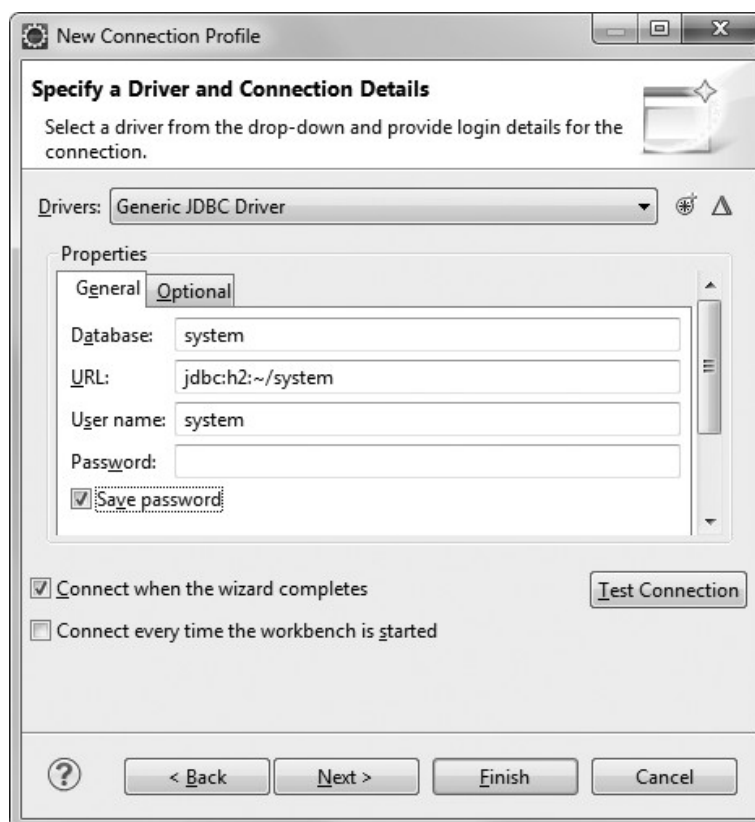 New Connection Profile
Specify a Driver and Connection Details
Select a driver from the drop-down and provide login details for the
connection.
Drivers: Generic JDBC Driver
Properties
General Optional
Database: system
URL: jdbc:h2:~/system
User name: system
Password:
Save password
Connect when the wizard completes
Test Connection
Connect every time the workbench is started
? < Back Next > Finish Cancel